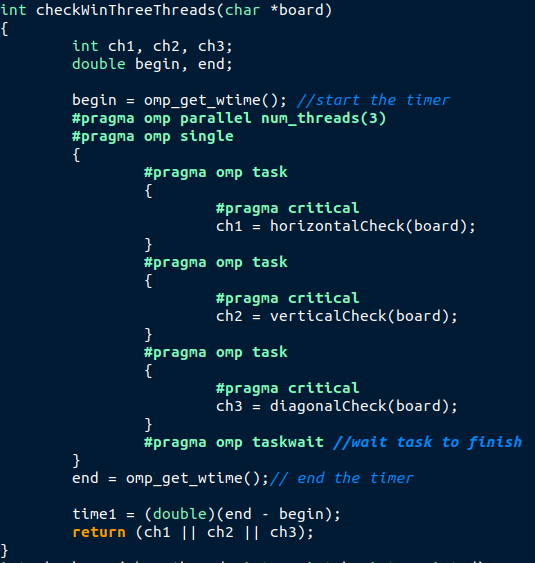 int checkWinThreeThreads(char *board)
{
        int ch1, ch2, ch3;
        double begin, end;

        begin = omp_get_wtime(); //start the timer
        #pragma omp parallel num_threads(3)
        #pragma omp single
        {
                #pragma omp task
                {
                        #pragma critical
                        ch1 = horizontalCheck(board);
                }
                #pragma omp task
                {
                        #pragma critical
                        ch2 = verticalCheck(board);
                }
                #pragma omp task
                {
                        #pragma critical
                        ch3 = diagonalCheck(board);
                }
                #pragma omp taskwait //wait task to finish
        }
        end = omp_get_wtime();// end the timer

        time1 = (double)(end - begin);
        return (ch1 || ch2 || ch3);
}